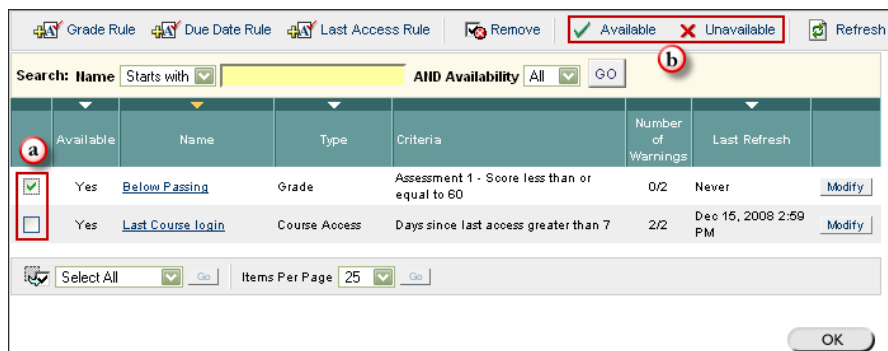 Grade Rule Due Date Rule Last Access Rule Remove Available Unavailable Refresh
b
Search: Name Starts with AND Availability All GO
a
Available Name Type Criteria Number of Warnings Last Refresh
Yes Below Passing Grade Assessment 1 - Score less than or equal to 60 0/2 Never Modify
Yes Last Course login Course Access Days since last access greater than 7 2/2 Dec 15, 2008 2:59 PM Modify
Select All Go Items Per Page 25 Go
OK